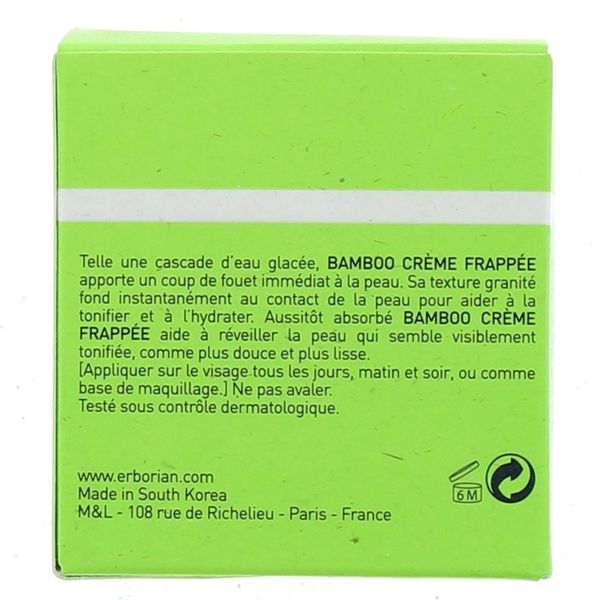 Telle une cascade d'eau glacée, BAMBOO CRÈME FRAPPÉE
apporte un coup de fouet immédiat à la peau. Sa texture granité
fond instantanément au contact de la peau pour aider à la
tonifier et à l'hydrater. Aussitôt absorbé BAMBOO CRÈME
FRAPPÉE aide à réveiller la peau qui semble visiblement
tonifiée, comme plus douce et plus lisse.
[Appliquer sur le visage tous les jours, matin et soir, ou comme
base de maquillage.] Ne pas avaler.
Testé sous contrôle dermatologique.
www.erborian.com
Made in South Korea
M&L - 108 rue de Richelieu - Paris - France
6M